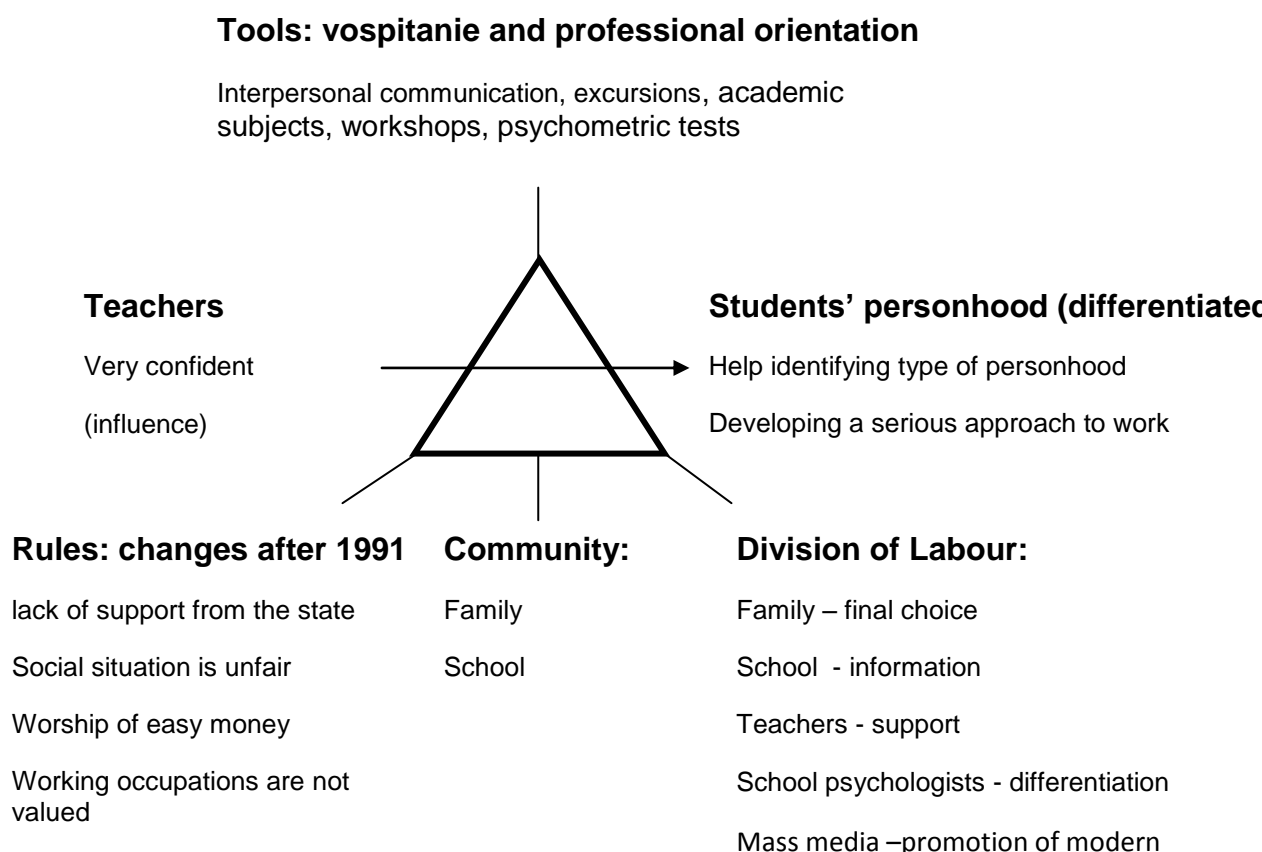 Tools: vospitanie and professional orientation
Interpersonal communication, excursions, academic
subjects, workshops, psychometric tests
Teachers
Very confident
(influence)
Students’ personhood (differentiated
Help identifying type of personhood
Developing a serious approach to work
Rules: changes after 1991
lack of support from the state
Social situation is unfair
Worship of easy money
Working occupations are not
valued
Community:
Family
School
Division of Labour:
Family – final choice
School - information
Teachers - support
School psychologists - differentiation
Mass media –promotion of modern